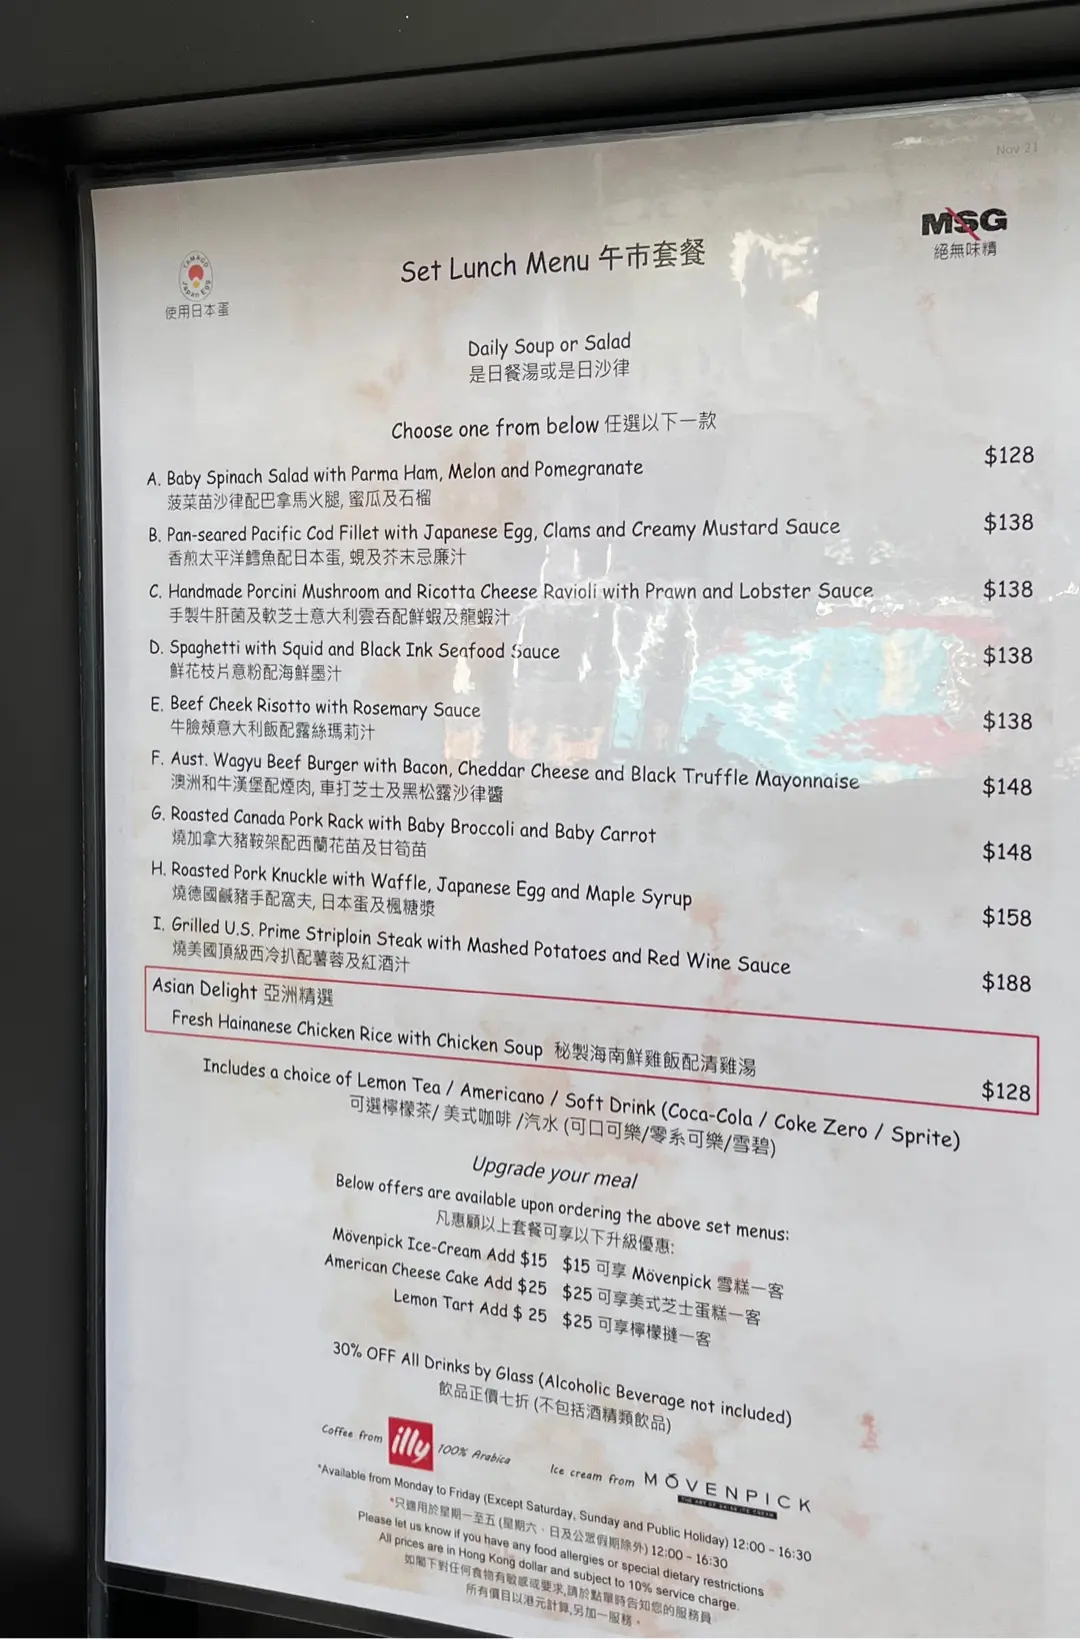 Nov 21
MSG
絕無味精
TAMAGO
Japan Egg
使用日本蛋
Set Lunch Menu 午市套餐
Daily Soup or Salad
是日餐湯或是日沙律
Choose one from below 任選以下一款
A. Baby Spinach Salad with Parma Ham, Melon and Pomegranate $128
菠菜苗沙律配巴拿馬火腿, 蜜瓜及石榴
B. Pan-seared Pacific Cod Fillet with Japanese Egg, Clams and Creamy Mustard Sauce $138
香煎太平洋鱈魚配日本蛋, 蜆及芥末忌廉汁
C. Handmade Porcini Mushroom and Ricotta Cheese Ravioli with Prawn and Lobster Sauce $138
手製牛肝菌及軟芝士意大利雲吞配鮮蝦及龍蝦汁
D. Spaghetti with Squid and Black Ink Seafood Sauce $138
鮮花枝片意粉配海鮮墨汁
E. Beef Cheek Risotto with Rosemary Sauce $138
牛臉頰意大利飯配露絲瑪莉汁
F. Aust. Wagyu Beef Burger with Bacon, Cheddar Cheese and Black Truffle Mayonnaise $148
澳洲和牛漢堡配煙肉, 車打芝士及黑松露沙律醬
G. Roasted Canada Pork Rack with Baby Broccoli and Baby Carrot $148
燒加拿大豬鞍架配西蘭花苗及甘筍苗
H. Roasted Pork Knuckle with Waffle, Japanese Egg and Maple Syrup $158
燒德國鹹豬手配窩夫, 日本蛋及楓糖漿
I. Grilled U.S. Prime Striploin Steak with Mashed Potatoes and Red Wine Sauce $188
燒美國頂級西冷扒配薯蓉及紅酒汁
Asian Delight 亞洲精選
Fresh Hainanese Chicken Rice with Chicken Soup 秘製海南鮮雞飯配清雞湯 $128
Includes a choice of Lemon Tea / Americano / Soft Drink (Coca-Cola / Coke Zero / Sprite)
可選檸檬茶/ 美式咖啡 /汽水 (可口可樂/零系可樂/雪碧)
Upgrade your meal
Below offers are available upon ordering the above set menus:
凡惠顧以上套餐可享以下升級優惠:
Mövenpick Ice-Cream Add $15 $15 可享 Mövenpick 雪糕一客
American Cheese Cake Add $25 $25 可享美式芝士蛋糕一客
Lemon Tart Add $ 25 $25 可享檸檬撻一客
30% OFF All Drinks by Glass (Alcoholic Beverage not included)
飲品正價七折 (不包括酒精類飲品)
Coffee from illy 100% Arabica
Ice cream from MÖVENPICK
THE ART OF SWISS ICE CREAM
*Available from Monday to Friday (Except Saturday, Sunday and Public Holiday) 12:00 - 16:30
*只適用於星期一至五 (星期六、日及公眾假期除外) 12:00 - 16:30
Please let us know if you have any food allergies or special dietary restrictions
All prices are in Hong Kong dollar and subject to 10% service charge.
如閣下對任何食物有敏感或要求,請於點單時告知您的服務員
所有價目以港元計算,另加一服務。